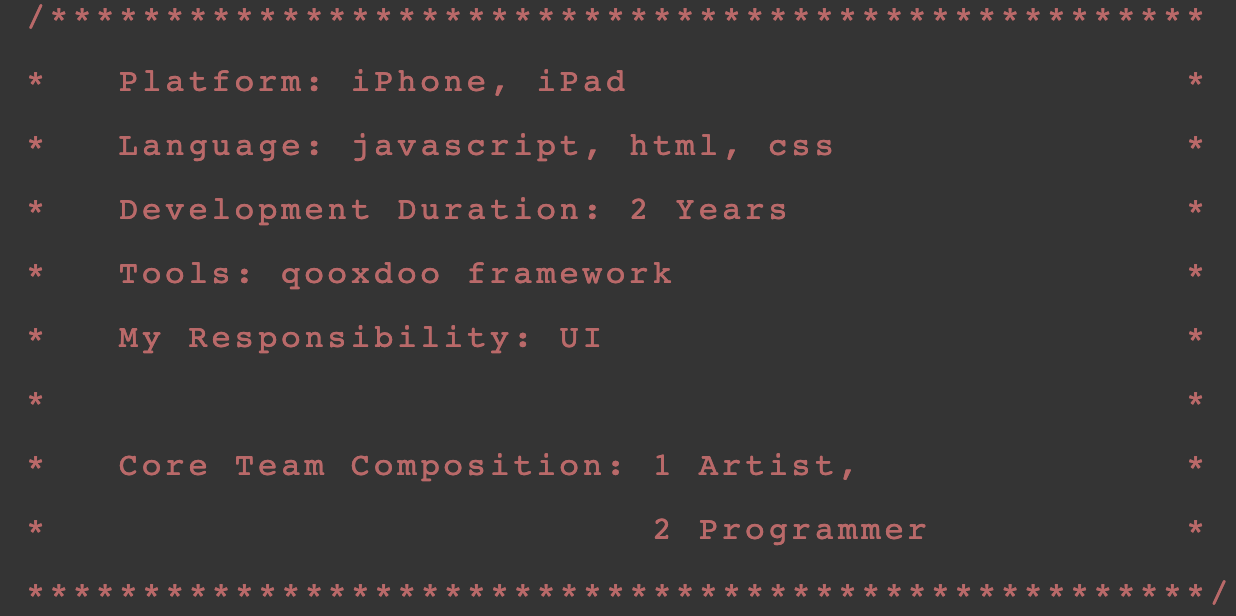 /**************************************************
*   Platform: iPhone, iPad                        *
*   Language: javascript, html, css               *
*   Development Duration: 2 Years                 *
*   Tools: qooxdoo framework                      *
*   My Responsibility: UI                         *
*                                                 *
*   Core Team Composition: 1 Artist,              *
*                          2 Programmer           *
***************************************************/